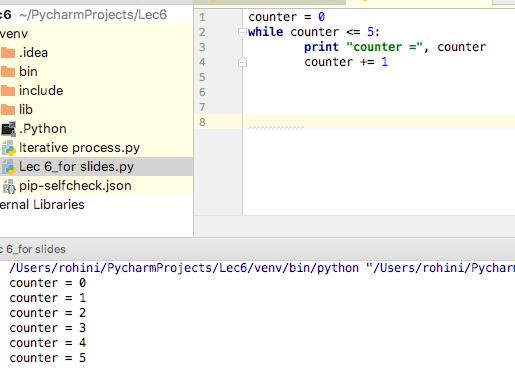 c6 ~/PycharmProjects/Lec6
venv
.idea
bin
include
lib
.Python
Iterative process.py
Lec 6_for slides.py
pip-selfcheck.json
ernal Libraries
1 counter = 0
2 while counter <= 5:
3 print "counter =", counter
4 counter += 1
5
6
7
8
c 6_for slides
/Users/rohini/PycharmProjects/Lec6/venv/bin/python "/Users/rohini/Pycharm
counter = 0
counter = 1
counter = 2
counter = 3
counter = 4
counter = 5